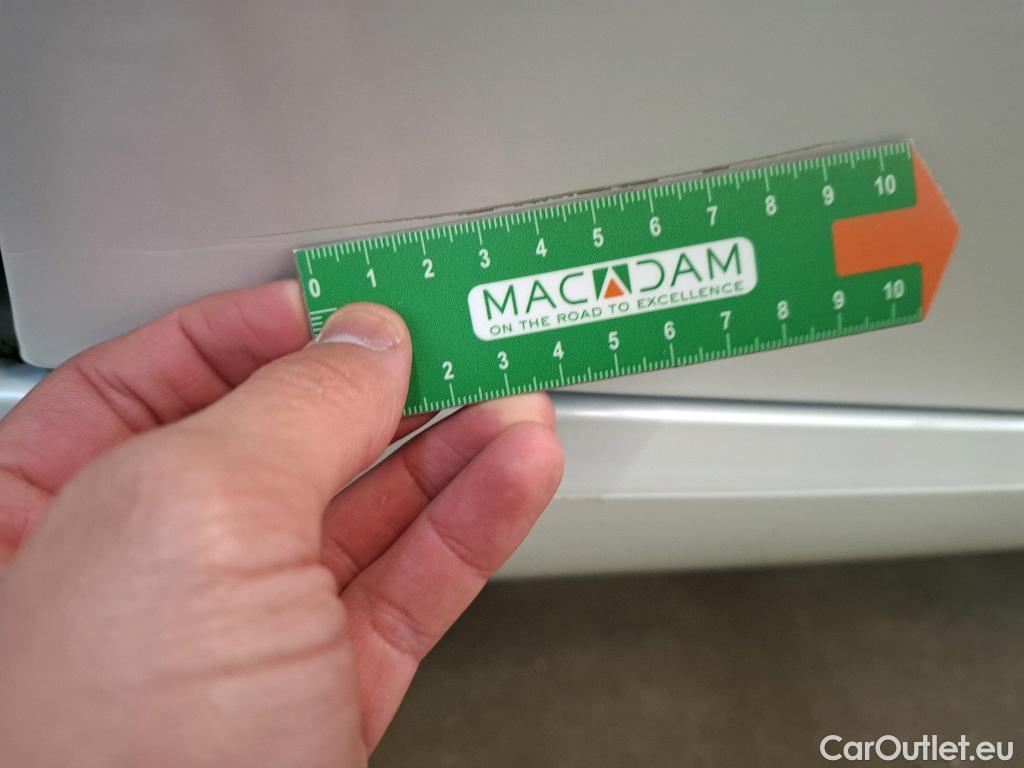 0 1 2 3 4 5 6 7 8 9 10
MACADAM
ON THE ROAD TO EXCELLENCE
2 3 4 5 6 7 8 9 10
CarOutlet.eu